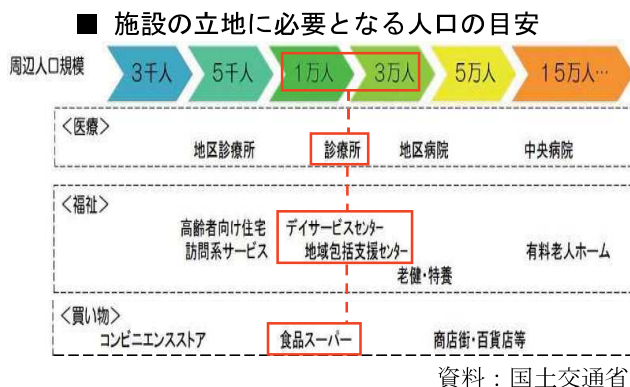 ■ 施設の立地に必要となる人口の目安
周辺人口規模 3千人 5千人 1万人 3万人 5万人 15万人…
<医療>
地区診療所 診療所 地区病院 中央病院
<福祉>
高齢者向け住宅 デイサービスセンター
訪問系サービス 地域包括支援センター 有料老人ホーム
老健・特養
<買い物>
コンビニエンスストア 食品スーパー 商店街・百貨店等
資料：国土交通省